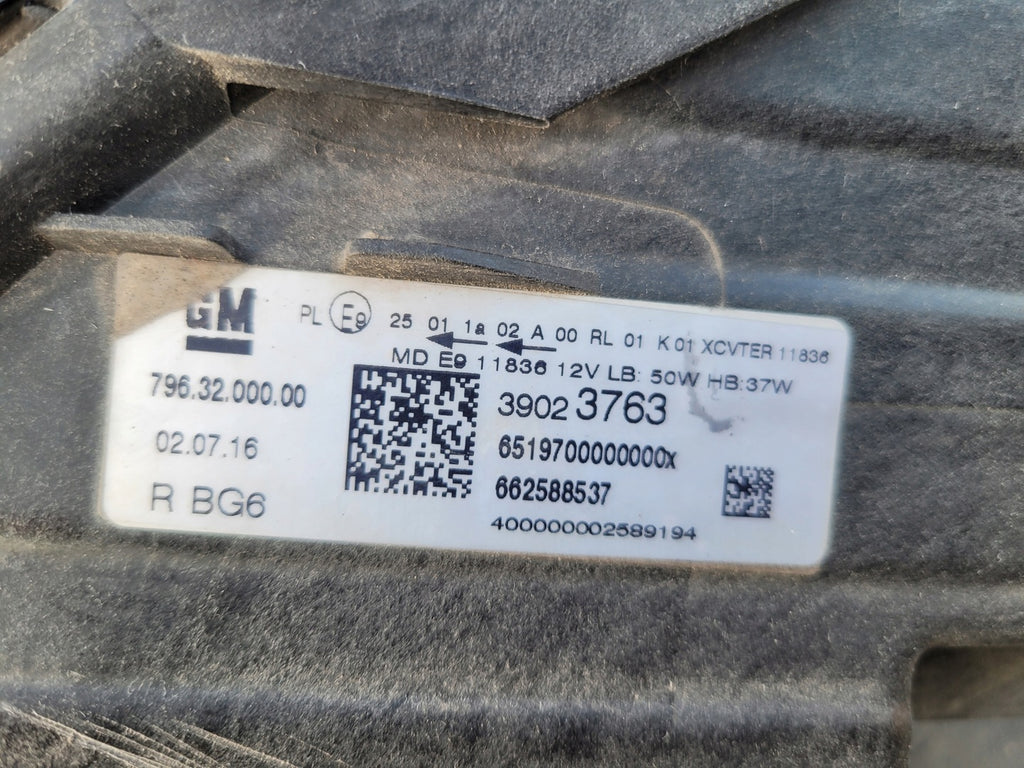 GM
PL E9 25 01 1a 02 A 00 RL 01 K 01 XCVTER 11836
MD E9 11836 12V LB: 50W HB:37W
796.32.000.00
3902 3763
02.07.16
6519700000000x
662588537
R BG6
400000002589194